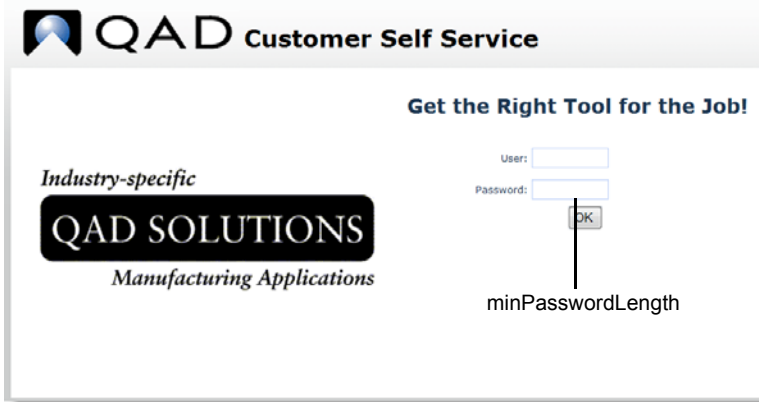 QAD Customer Self Service
Get the Right Tool for the Job!
User:
Industry-specific
Password:
QAD SOLUTIONS
OK
Manufacturing Applications
minPasswordLength